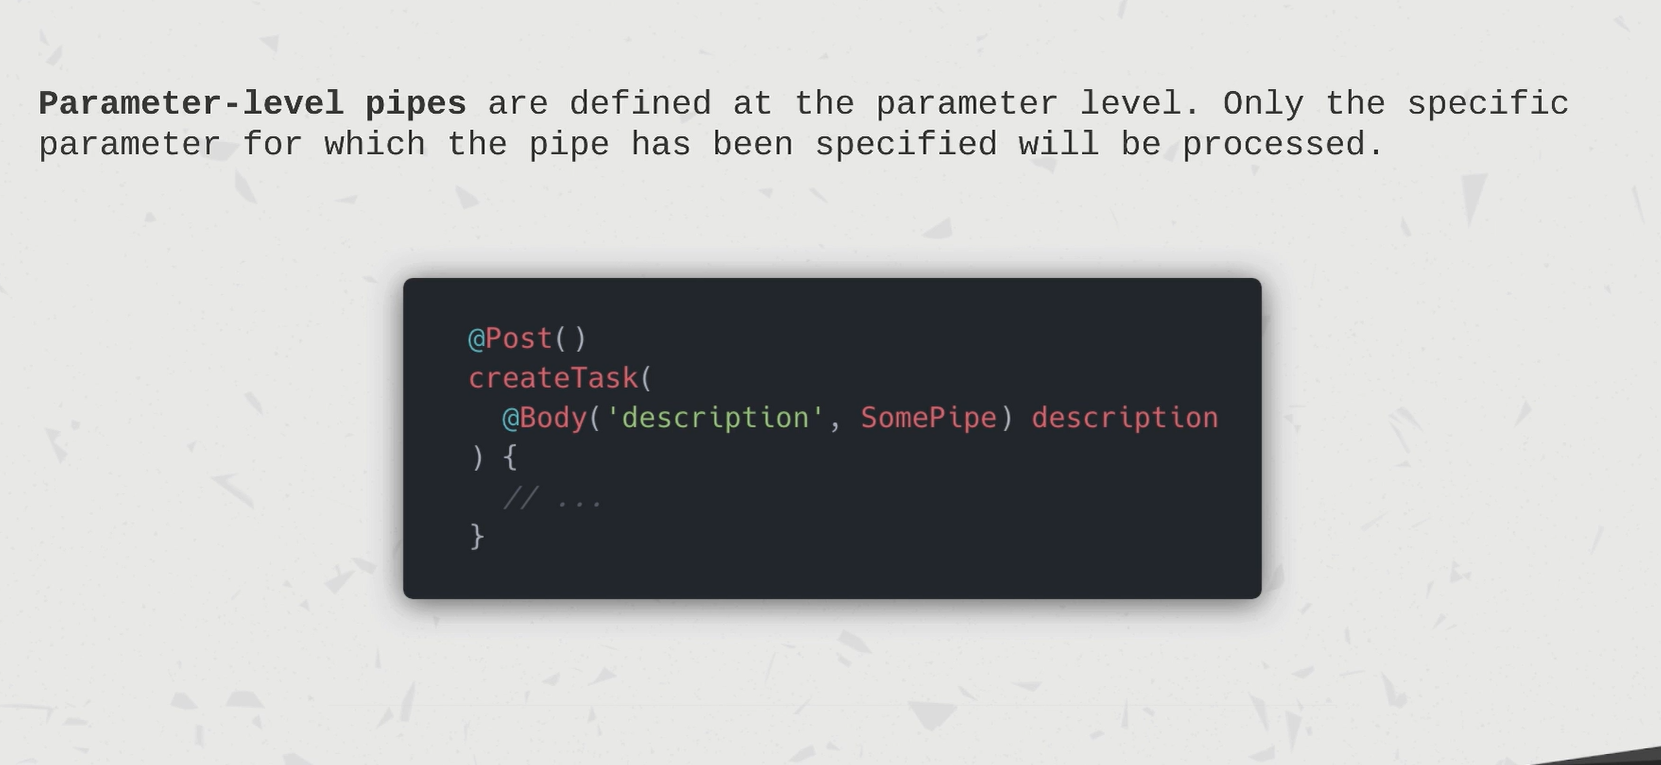 Parameter-level pipes are defined at the parameter level. Only the specific
parameter for which the pipe has been specified will be processed.
@Post()
createTask(
  @Body('description', SomePipe) description
) {
  // ...
}